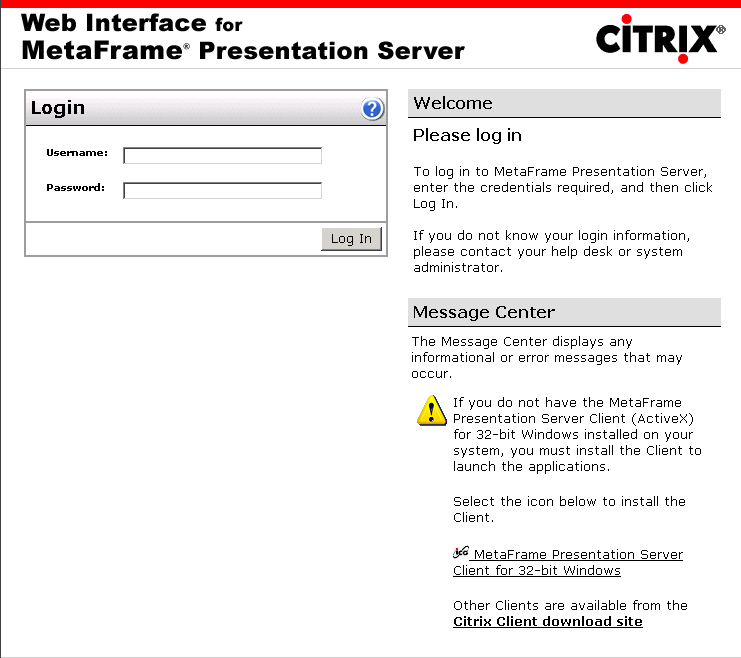 Web Interface for
MetaFrame® Presentation Server
CITRIX®
Login
?
Username:
Password:
Log In
Welcome
Please log in
To log in to MetaFrame Presentation Server,
enter the credentials required, and then click
Log In.
If you do not know your login information,
please contact your help desk or system
administrator.
Message Center
The Message Center displays any
informational or error messages that may
occur.
If you do not have the MetaFrame
Presentation Server Client (ActiveX)
for 32-bit Windows installed on your
system, you must install the Client to
launch the applications.
Select the icon below to install the
Client.
ica MetaFrame Presentation Server
Client for 32-bit Windows
Other Clients are available from the
Citrix Client download site